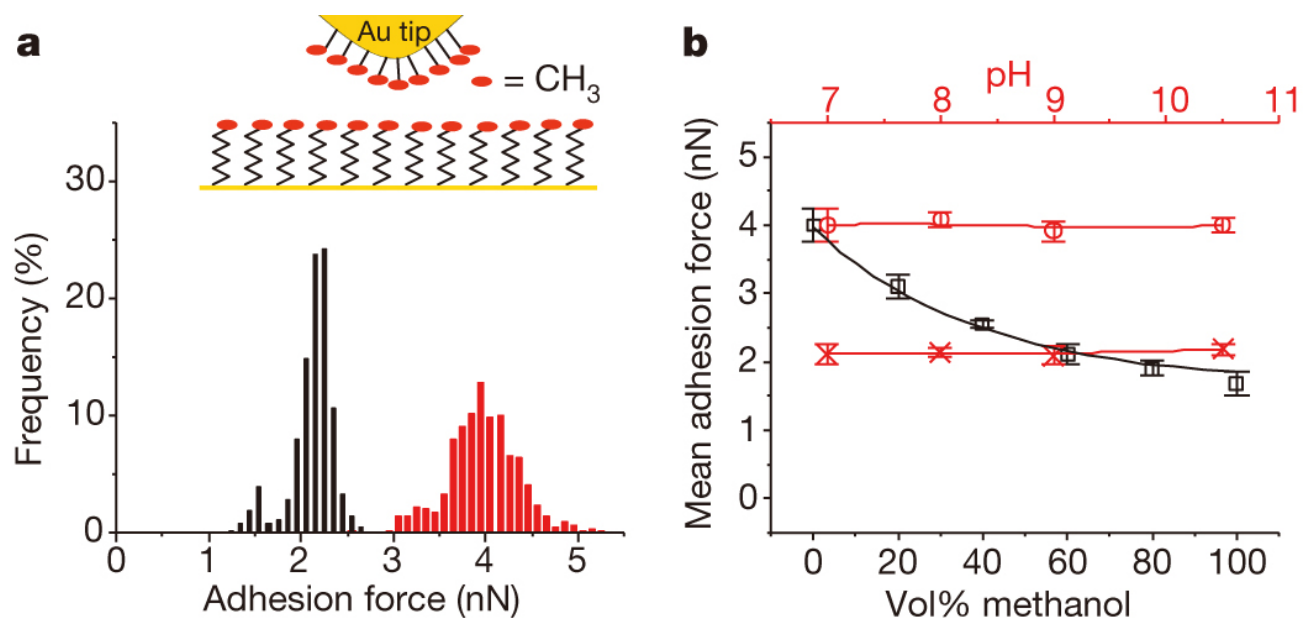 a
Au tip
= CH3
Frequency (%)
30
20
10
0
0 1 2 3 4 5
Adhesion force (nN)
b
pH
7 8 9 10 11
Mean adhesion force (nN)
5
4
3
2
1
0
0 20 40 60 80 100
Vol% methanol